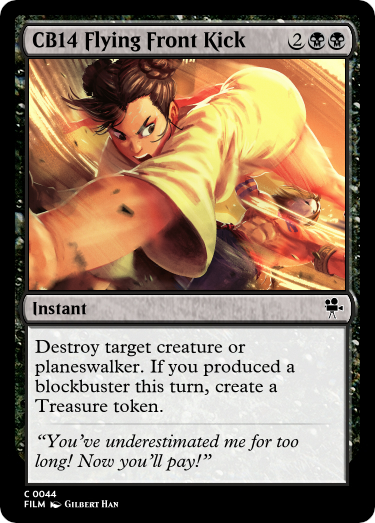 CB14 Flying Front Kick 2
Instant
Destroy target creature or
planeswalker. If you produced a
blockbuster this turn, create a
Treasure token.
“You’ve underestimated me for too
long! Now you’ll pay!”
C 0044
FILM Gilbert Han